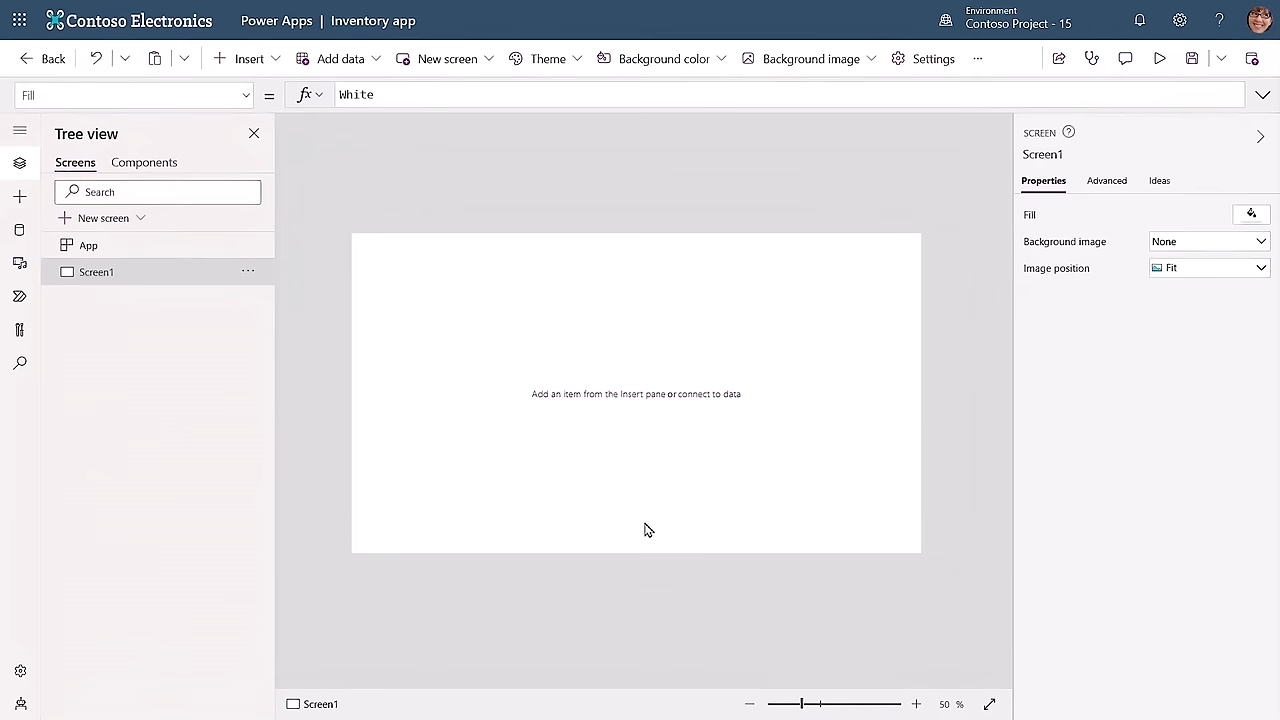 Contoso Electronics
Power Apps | Inventory app
Environment
Contoso Project - 15
?
Back
Insert
Add data
New screen
Theme
Background color
Background image
Settings
...
Fill
=
fx
White
Tree view
Screens
Components
Search
New screen
App
Screen1
...
Add an item from the Insert pane or connect to data
Screen1
50 %
SCREEN ?
Screen1
Properties
Advanced
Ideas
Fill
Background image
None
Image position
Fit